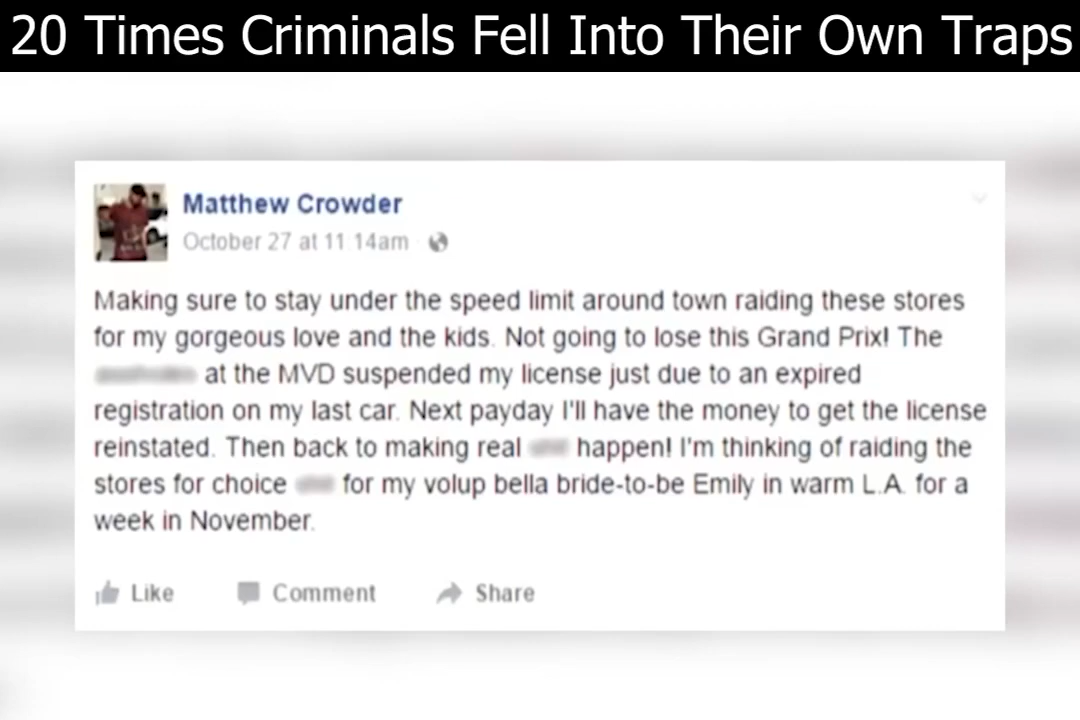 20 Times Criminals Fell Into Their Own Traps
Matthew Crowder
October 27 at 11 14am
Making sure to stay under the speed limit around town raiding these stores
for my gorgeous love and the kids. Not going to lose this Grand Prix! The
at the MVD suspended my license just due to an expired
registration on my last car. Next payday I'll have the money to get the license
reinstated. Then back to making real happen! I'm thinking of raiding the
stores for choice for my volup bella bride-to-be Emily in warm L.A. for a
week in November.
Like Comment Share